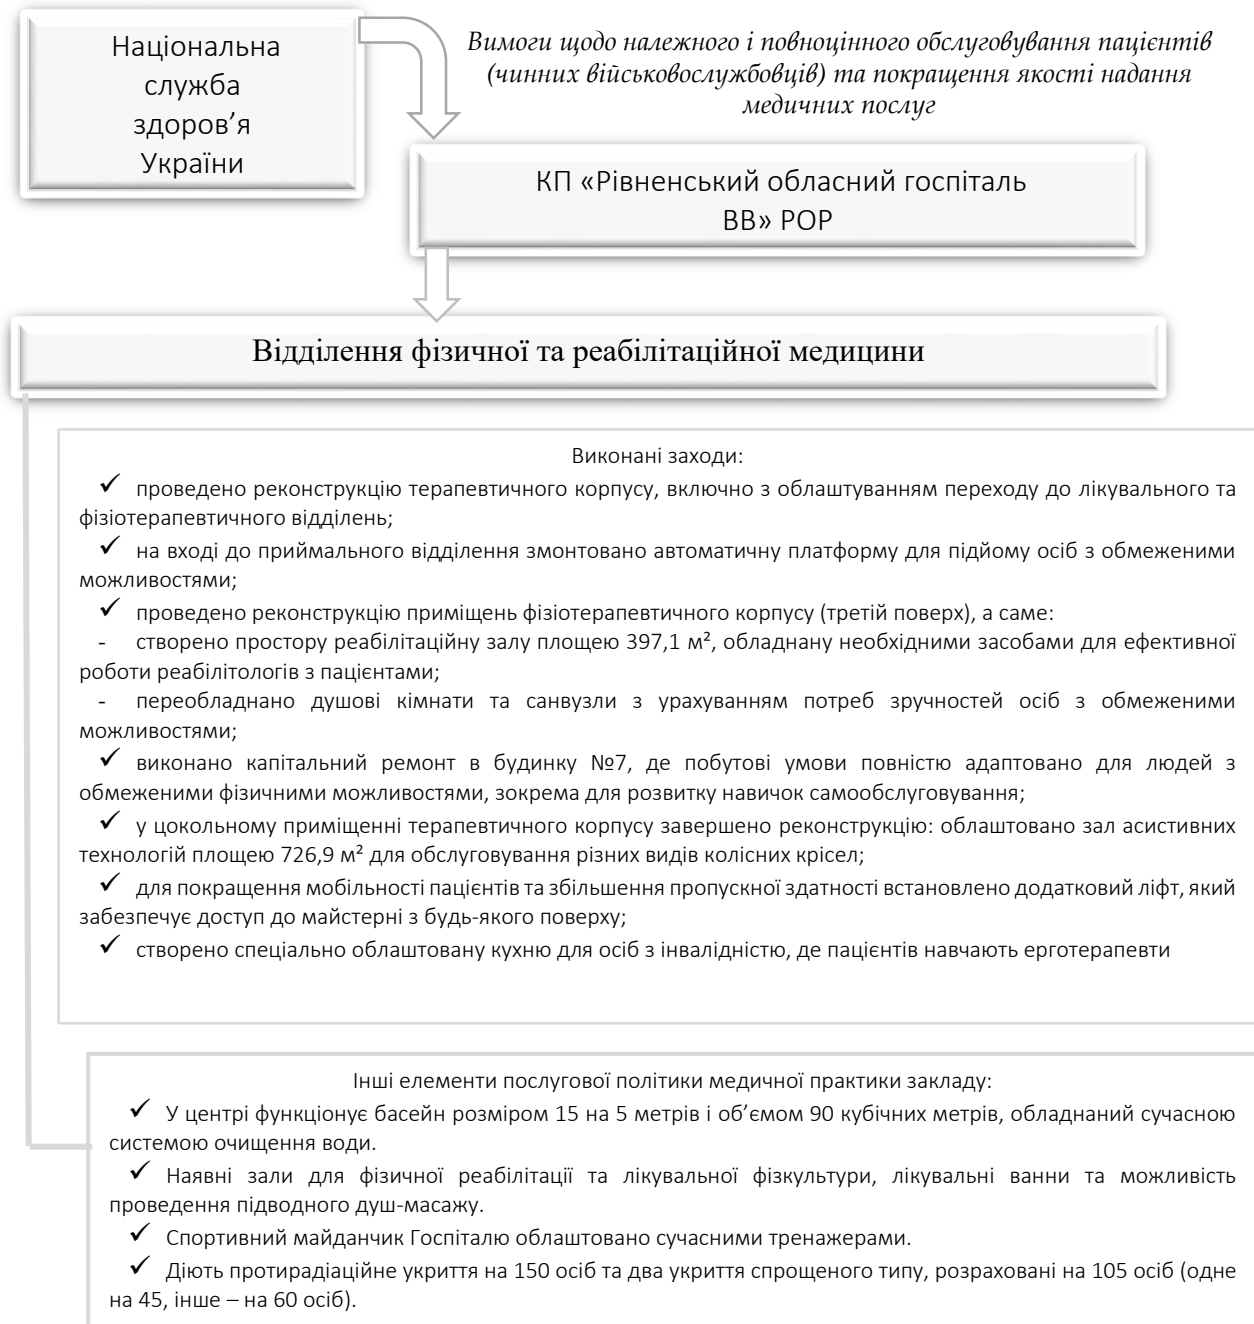 Національна
служба
здоров’я
України
Вимоги щодо належного і повноцінного обслуговування пацієнтів
(чинних військовослужбовців) та покращення якості надання
медичних послуг
КП «Рівненський обласний госпіталь
ВВ» РОР
Відділення фізичної та реабілітаційної медицини
Виконані заходи:
✓ проведено реконструкцію терапевтичного корпусу, включно з облаштуванням переходу до лікувального та
фізіотерапевтичного відділень;
✓ на вході до приймального відділення змонтовано автоматичну платформу для підйому осіб з обмеженими
можливостями;
✓ проведено реконструкцію приміщень фізіотерапевтичного корпусу (третій поверх), а саме:
- створено простору реабілітаційну залу площею 397,1 м², обладнану необхідними засобами для ефективної
роботи реабілітологів з пацієнтами;
- переобладнано душові кімнати та санвузли з урахуванням потреб зручностей осіб з обмеженими
можливостями;
✓ виконано капітальний ремонт в будинку №7, де побутові умови повністю адаптовано для людей з
обмеженими фізичними можливостями, зокрема для розвитку навичок самообслуговування;
✓ у цокольному приміщенні терапевтичного корпусу завершено реконструкцію: облаштовано зал асистивних
технологій площею 726,9 м² для обслуговування різних видів колісних крісел;
✓ для покращення мобільності пацієнтів та збільшення пропускної здатності встановлено додатковий ліфт, який
забезпечує доступ до майстерні з будь-якого поверху;
✓ створено спеціально облаштовану кухню для осіб з інвалідністю, де пацієнтів навчають ерготерапевти
Інші елементи послугової політики медичної практики закладу:
✓ У центрі функціонує басейн розміром 15 на 5 метрів і об’ємом 90 кубічних метрів, обладнаний сучасною
системою очищення води.
✓ Наявні зали для фізичної реабілітації та лікувальної фізкультури, лікувальні ванни та можливість
проведення підводного душ-масажу.
✓ Спортивний майданчик Госпіталю облаштовано сучасними тренажерами.
✓ Діють протирадіаційне укриття на 150 осіб та два укриття спрощеного типу, розраховані на 105 осіб (одне
на 45, інше – на 60 осіб).